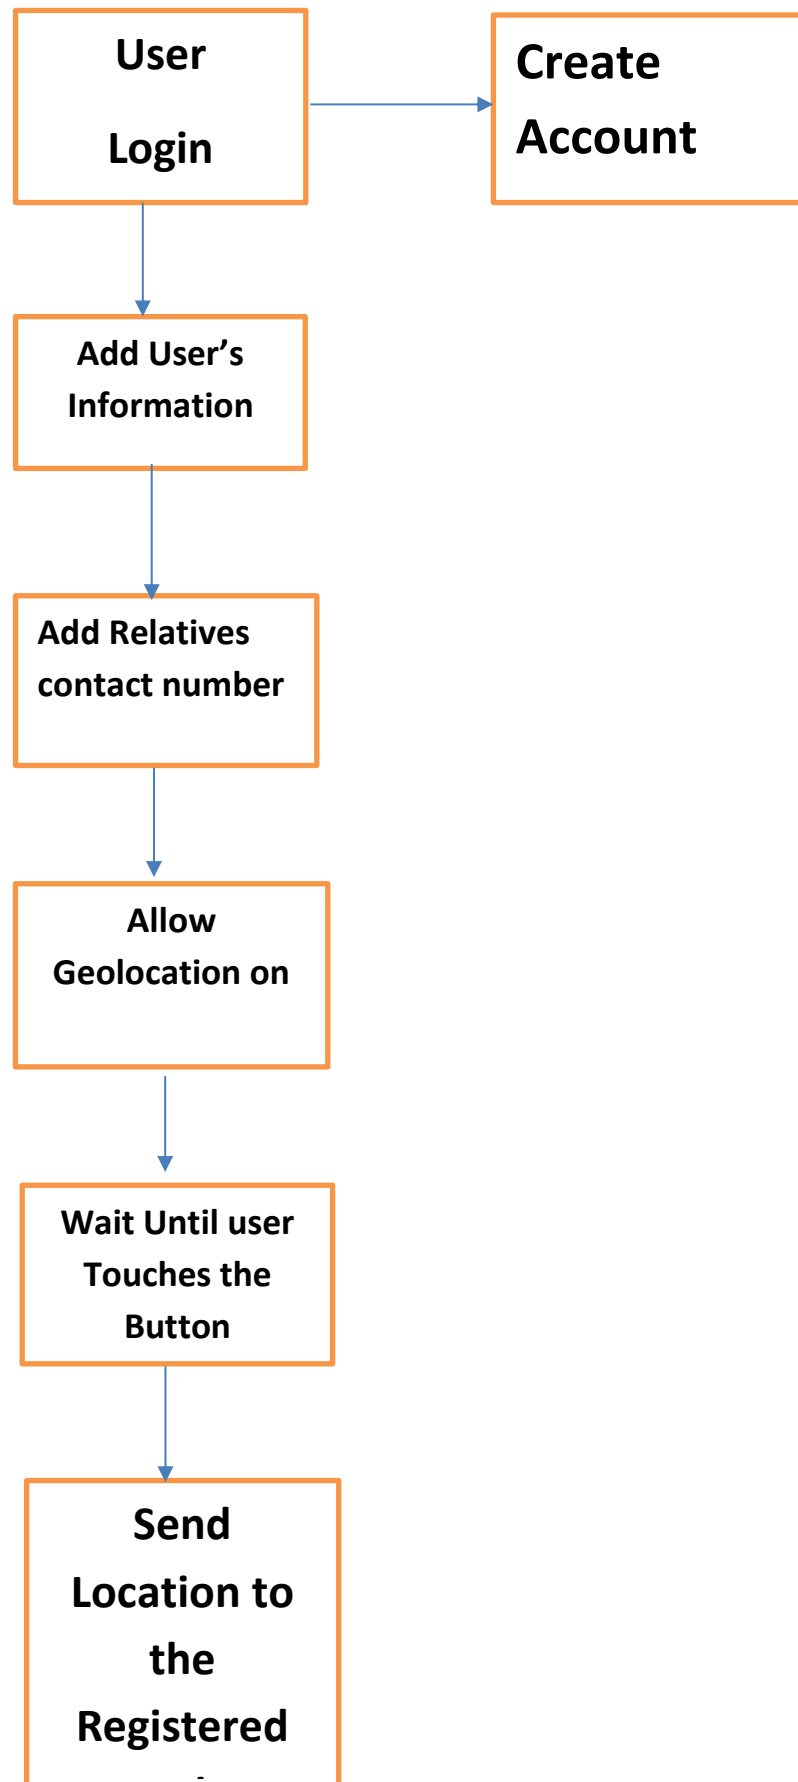 User
Login
Create
Account
Add User’s
Information
Add Relatives
contact number
Allow
Geolocation on
Wait Until user
Touches the
Button
Send
Location to
the
Registered